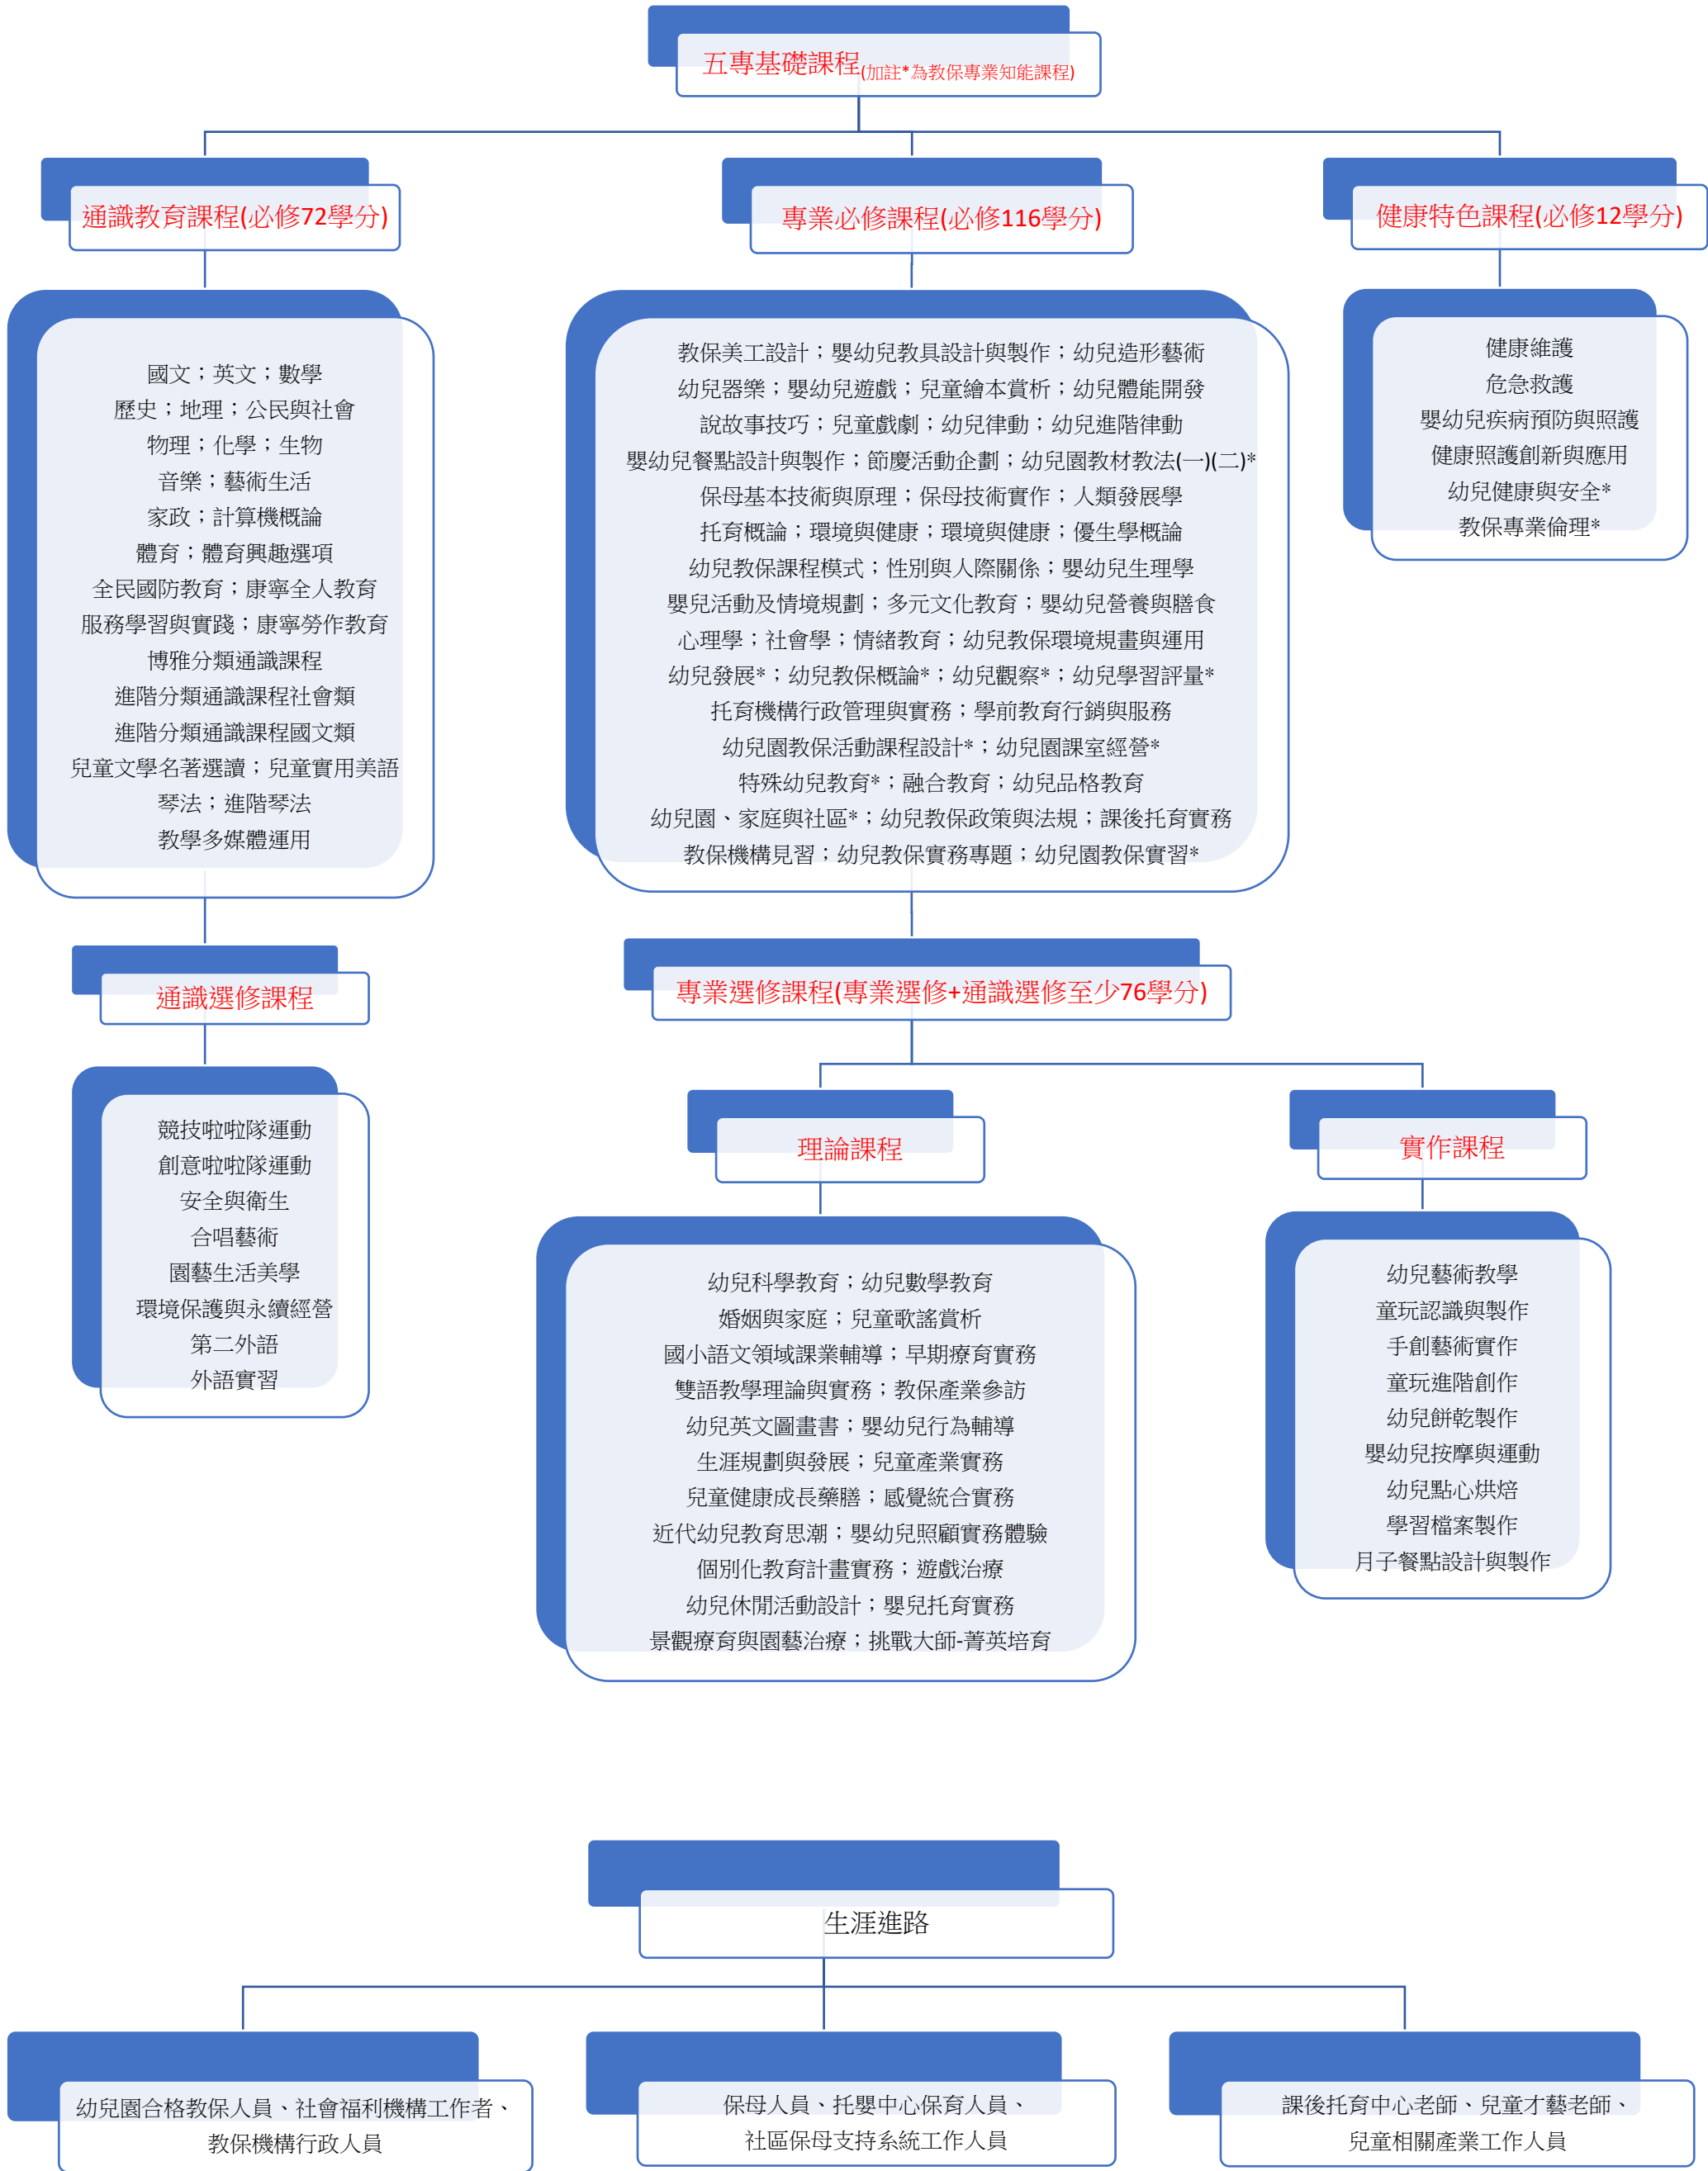 五專基礎課程(加註*為教保專業知能課程)
通識教育課程(必修72學分)
國文；英文；數學
歷史；地理；公民與社會
物理；化學；生物
音樂；藝術生活
家政；計算機概論
體育；體育興趣選項
全民國防教育；康寧全人教育
服務學習與實踐；康寧勞作教育
博雅分類通識課程
進階分類通識課程社會類
進階分類通識課程國文類
兒童文學名著選讀；兒童實用美語
琴法；進階琴法
教學多媒體運用
通識選修課程
競技啦啦隊運動
創意啦啦隊運動
安全與衛生
合唱藝術
園藝生活美學
環境保護與永續經營
第二外語
外語實習
專業必修課程(必修116學分)
教保美工設計；嬰幼兒教具設計與製作；幼兒造形藝術
幼兒器樂；嬰幼兒遊戲；兒童繪本賞析；幼兒體能開發
說故事技巧；兒童戲劇；幼兒律動；幼兒進階律動
嬰幼兒餐點設計與製作；節慶活動企劃；幼兒園教材教法(一)(二)*
保母基本技術與原理；保母技術實作；人類發展學
托育概論；環境與健康；環境與健康；優生學概論
幼兒教保課程模式；性別與人際關係；嬰幼兒生理學
嬰兒活動及情境規劃；多元文化教育；嬰幼兒營養與膳食
心理學；社會學；情緒教育；幼兒教保環境規畫與運用
幼兒發展*；幼兒教保概論*；幼兒觀察*；幼兒學習評量*
托育機構行政管理與實務；學前教育行銷與服務
幼兒園教保活動課程設計*；幼兒園課室經營*
特殊幼兒教育*；融合教育；幼兒品格教育
幼兒園、家庭與社區*；幼兒教保政策與法規；課後托育實務
教保機構見習；幼兒教保實務專題；幼兒園教保實習*
專業選修課程(專業選修+通識選修至少76學分)
理論課程
幼兒科學教育；幼兒數學教育
婚姻與家庭；兒童歌謠賞析
國小語文領域課業輔導；早期療育實務
雙語教學理論與實務；教保產業參訪
幼兒英文圖畫書；嬰幼兒行為輔導
生涯規劃與發展；兒童產業實務
兒童健康成長藥膳；感覺統合實務
近代幼兒教育思潮；嬰幼兒照顧實務體驗
個別化教育計畫實務；遊戲治療
幼兒休閒活動設計；嬰兒托育實務
景觀療育與園藝治療；挑戰大師-菁英培育
實作課程
幼兒藝術教學
童玩認識與製作
手創藝術實作
童玩進階創作
幼兒餅乾製作
嬰幼兒按摩與運動
幼兒點心烘焙
學習檔案製作
月子餐點設計與製作
健康特色課程(必修12學分)
健康維護
危急救護
嬰幼兒疾病預防與照護
健康照護創新與應用
幼兒健康與安全*
教保專業倫理*
生涯進路
幼兒園合格教保人員、社會福利機構工作者、
教保機構行政人員
保母人員、托嬰中心保育人員、
社區保母支持系統工作人員
課後托育中心老師、兒童才藝老師、
兒童相關產業工作人員